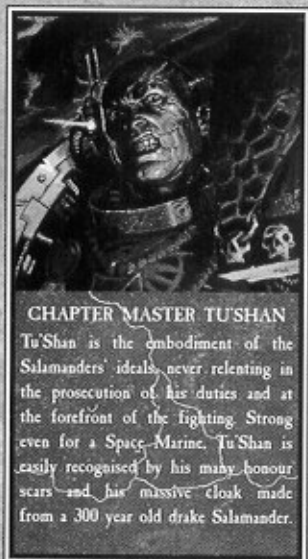 CHAPTER MASTER TU'SHAN
Tu'Shan is the embodiment of the
Salamanders' ideals, never relenting in
the prosecution of his duties and at
the forefront of the fighting. Strong
even for a Space Marine, Tu'Shan is
easily recognised by his many honour
scars and his massive cloak made
from a 300 year old drake Salamander.